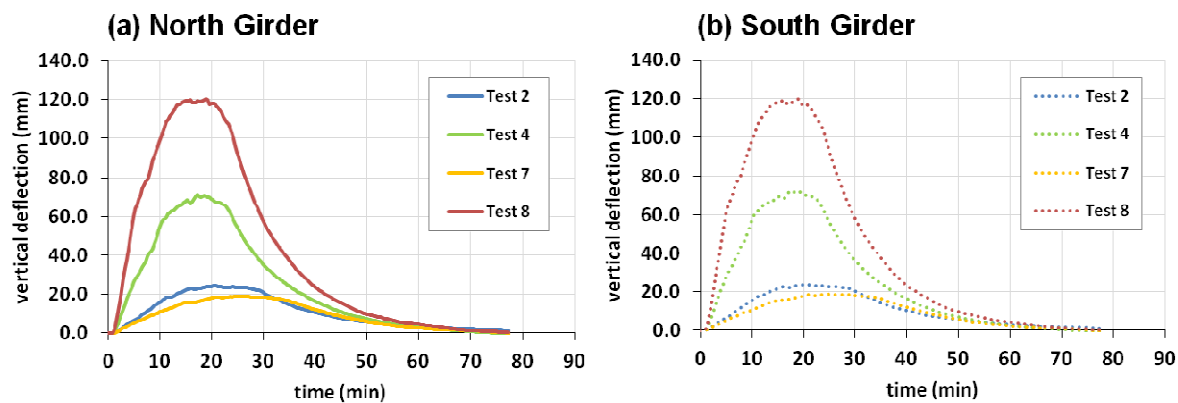 (a) North Girder
140.0
120.0
100.0
80.0
60.0
40.0
20.0
0.0
vertical deflection (mm)
0 10 20 30 40 50 60 70 80 90
time (min)
Test 2
Test 4
Test 7
Test 8
(b) South Girder
140.0
120.0
100.0
80.0
60.0
40.0
20.0
0.0
vertical deflection (mm)
0 10 20 30 40 50 60 70 80 90
time (min)
Test 2
Test 4
Test 7
Test 8